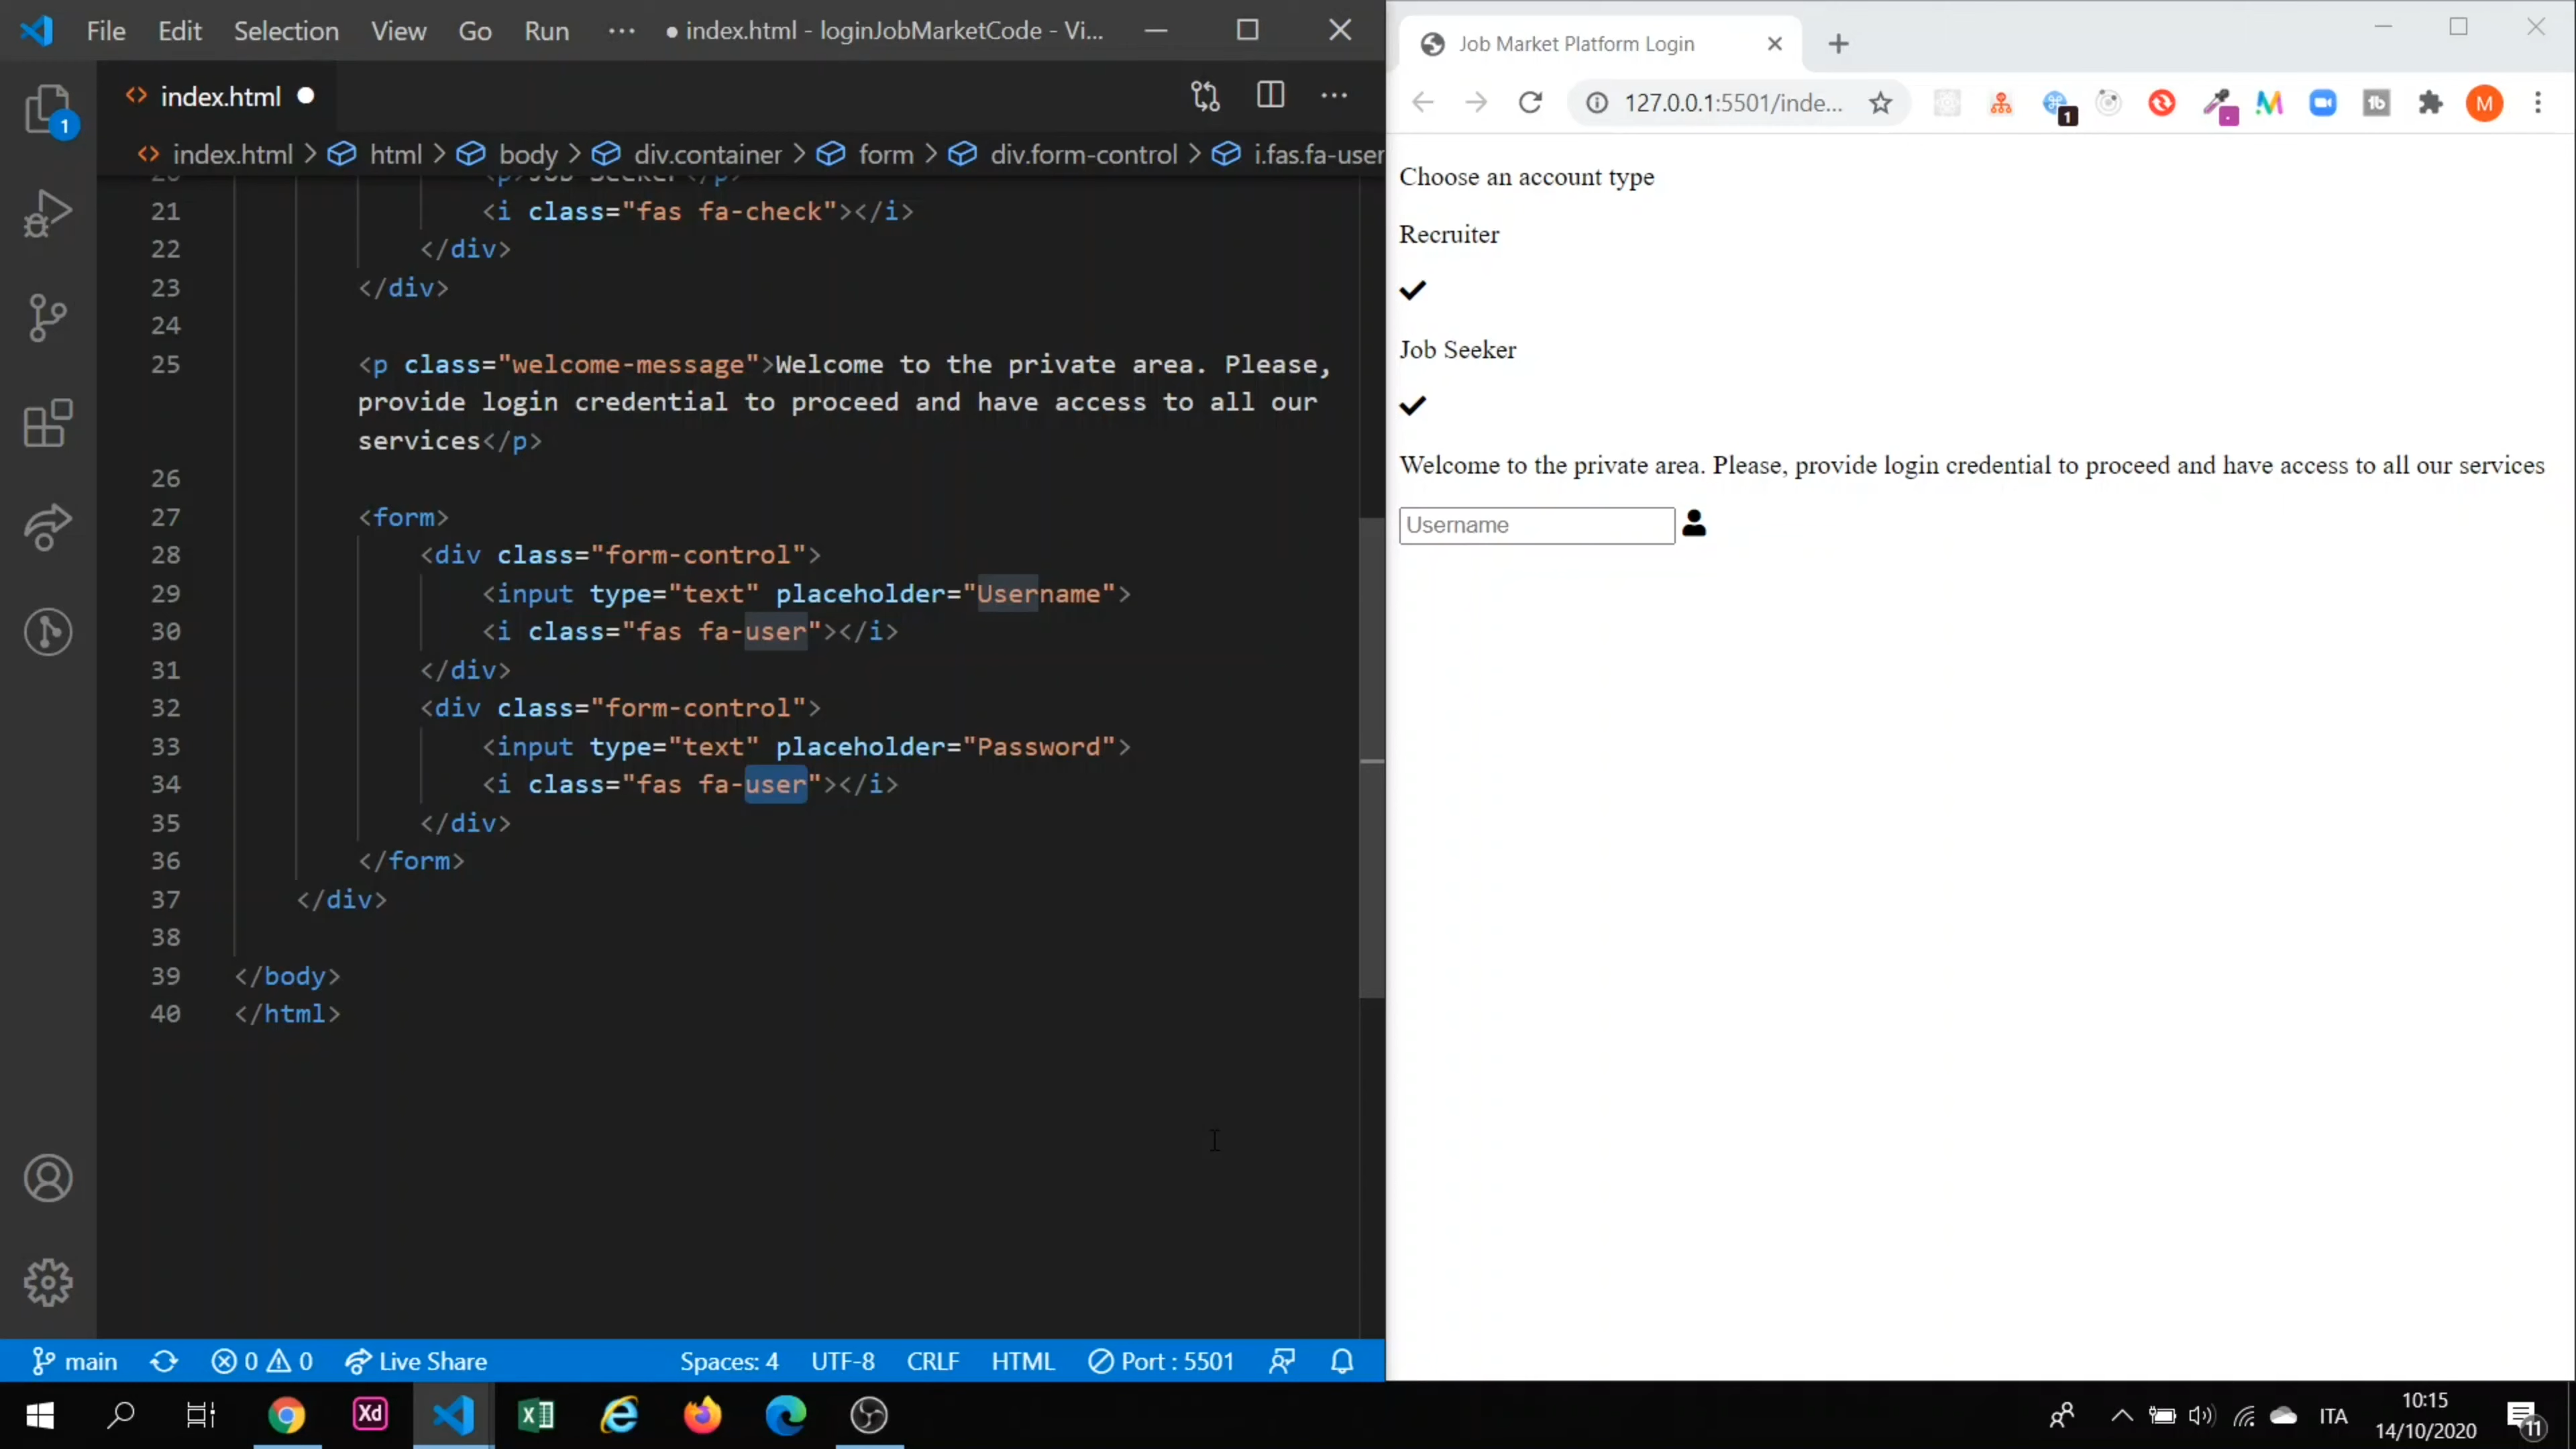 File Edit Selection View Go Run ··· ● index.html - loginJobMarketCode - Vi...
index.html
1
index.html > html > body > div.container > form > div.form-control > i.fas.fa-user
20 <p>Job Seeker</p>
21 <i class="fas fa-check"></i>
22 </div>
23 </div>
24
25 <p class="welcome-message">Welcome to the private area. Please,
provide login credential to proceed and have access to all our
services</p>
26
27 <form>
28 <div class="form-control">
29 <input type="text" placeholder="Username">
30 <i class="fas fa-user"></i>
31 </div>
32 <div class="form-control">
33 <input type="text" placeholder="Password">
34 <i class="fas fa-user"></i>
35 </div>
36 </form>
37 </div>
38
39 </body>
40 </html>
main 0 0 Live Share Spaces: 4 UTF-8 CRLF HTML Port : 5501
Job Market Platform Login
127.0.0.1:5501/inde...
1
tb
M
Choose an account type
Recruiter
Job Seeker
Welcome to the private area. Please, provide login credential to proceed and have access to all our services
Username
Xd
ITA
10:15
14/10/2020
11